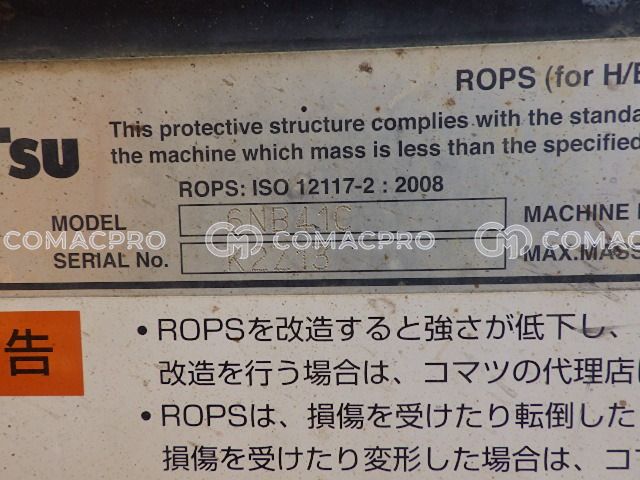 ROPS (for H/E
TSU
This protective structure complies with the standa
the machine which mass is less than the specified
ROPS: ISO 12117-2 : 2008
MODEL 6NB41C MACHINE
COMACPRO COMACPRO COMACPRO
SERIAL No. K2213 MAX.MASS
告
・ROPSを改造すると強さが低下し、
改造を行う場合は、コマツの代理店
・ROPSは、損傷を受けたり転倒した
損傷を受けたり変形した場合は、コ